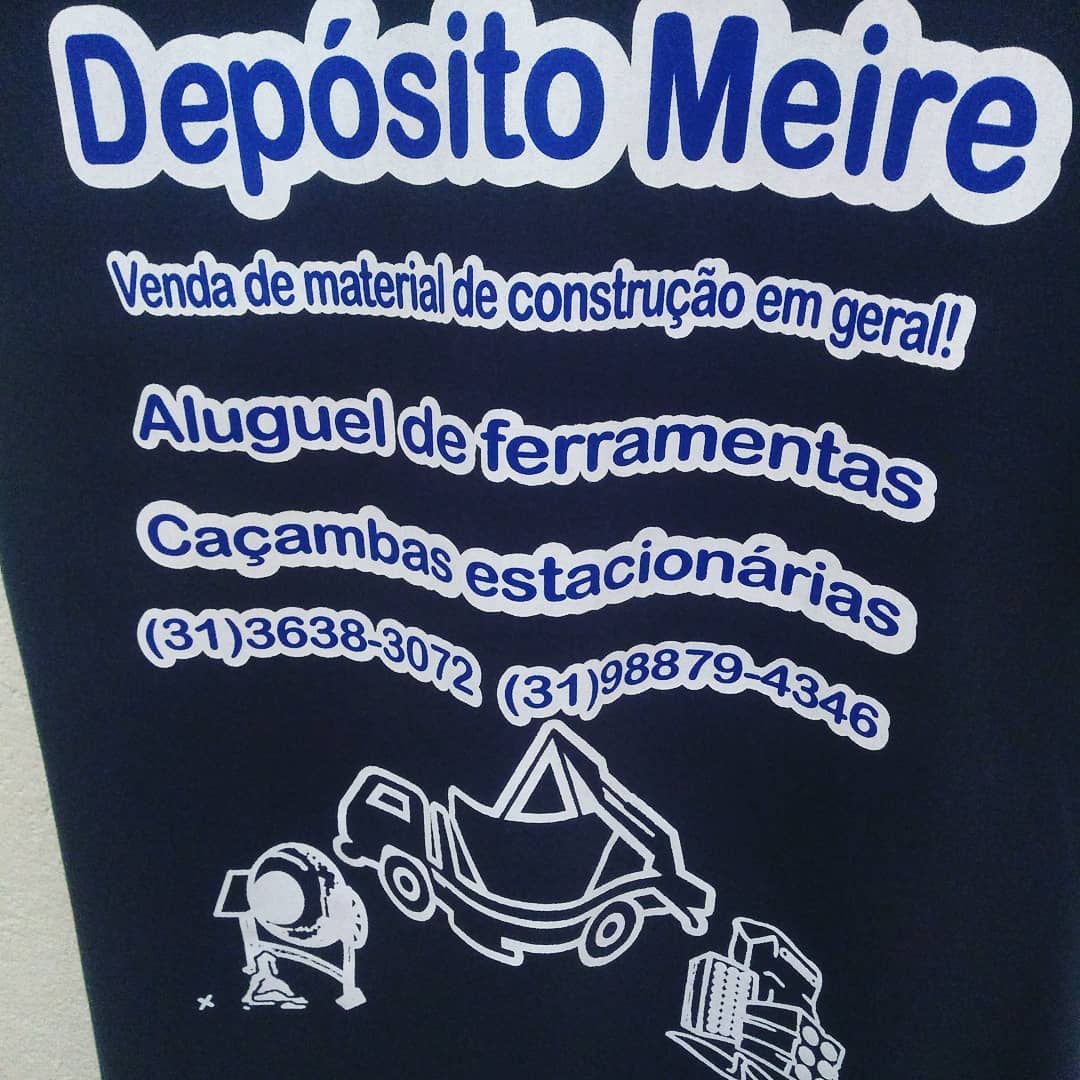 Depósito Meire
Venda de material de construção em geral!
Aluguel de ferramentas
Caçambas estacionárias
(31)3638-3072 (31)98879-4346